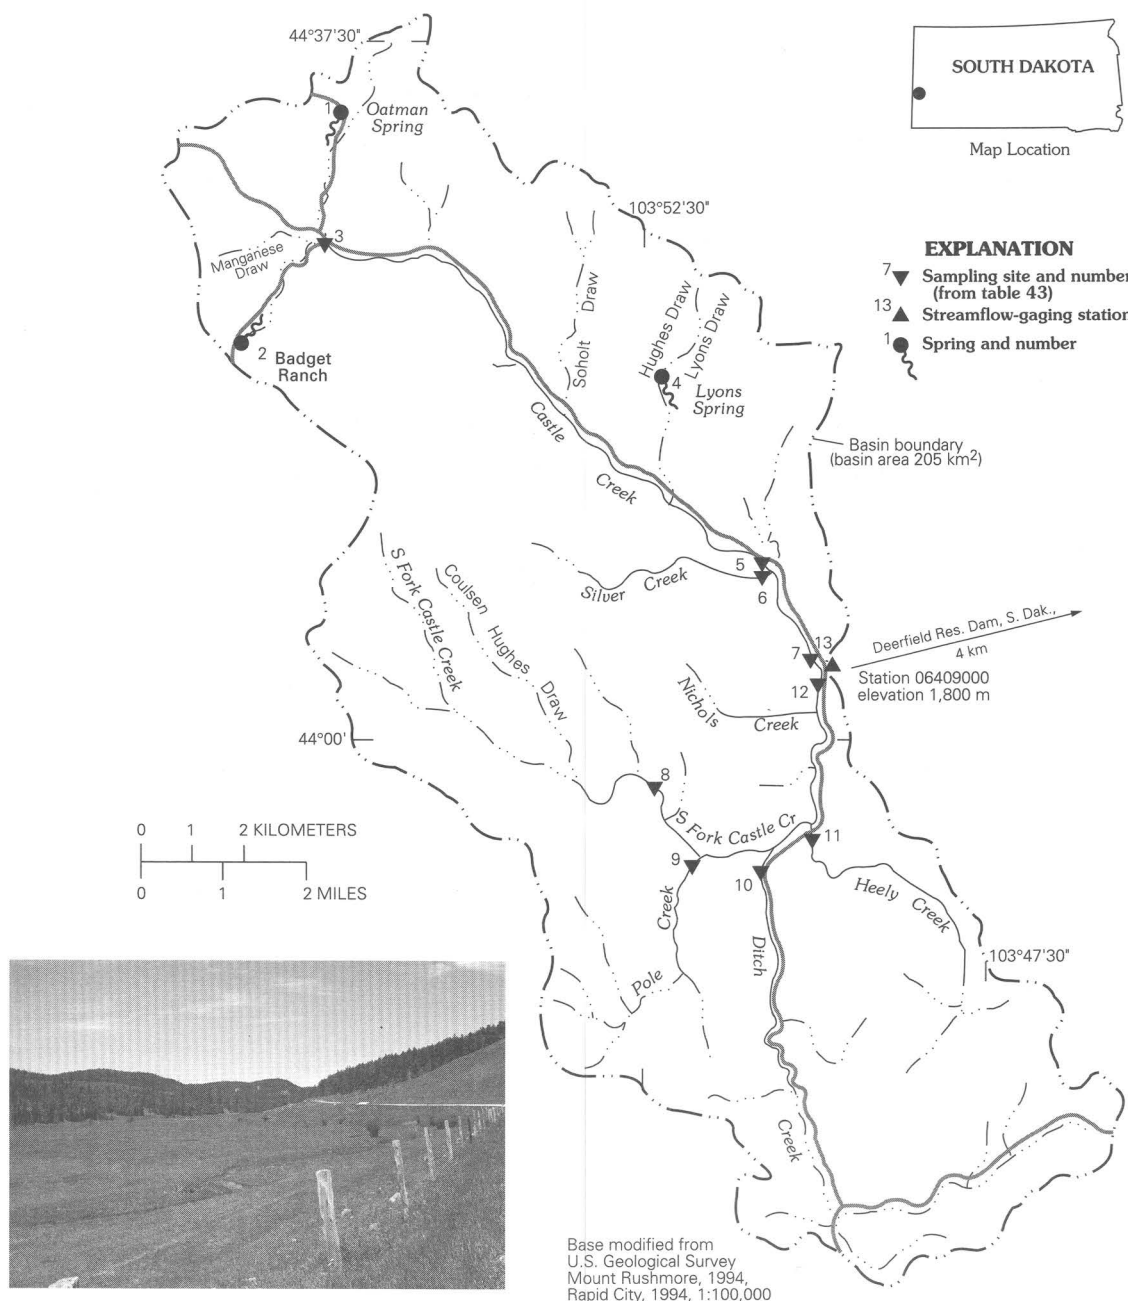 44°37'30"
SOUTH DAKOTA
Map Location
1
Oatman
Spring
103°52'30"
3
Manganese
Draw
EXPLANATION
7 Sampling site and number
(from table 43)
13 Streamflow-gaging station
1 Spring and number
2 Badget
Ranch
Soholt Draw
Hughes Draw
Lyons Draw
4
Lyons
Spring
Castle
Creek
Basin boundary
(basin area 205 km²)
S Fork Castle Creek
Coulsen Hughes Draw
Silver Creek
5
6
7
13
12
Deerfield Res. Dam, S. Dak.,
4 km
Station 06409000
elevation 1,800 m
Nichols Creek
44°00'
8
0 1 2 KILOMETERS
0 1 2 MILES
S Fork Castle Cr
9
10
11
Heely Creek
Pole Creek
Ditch
Creek
103°47'30"
Base modified from
U.S. Geological Survey
Mount Rushmore, 1994,
Rapid City, 1994, 1:100,000